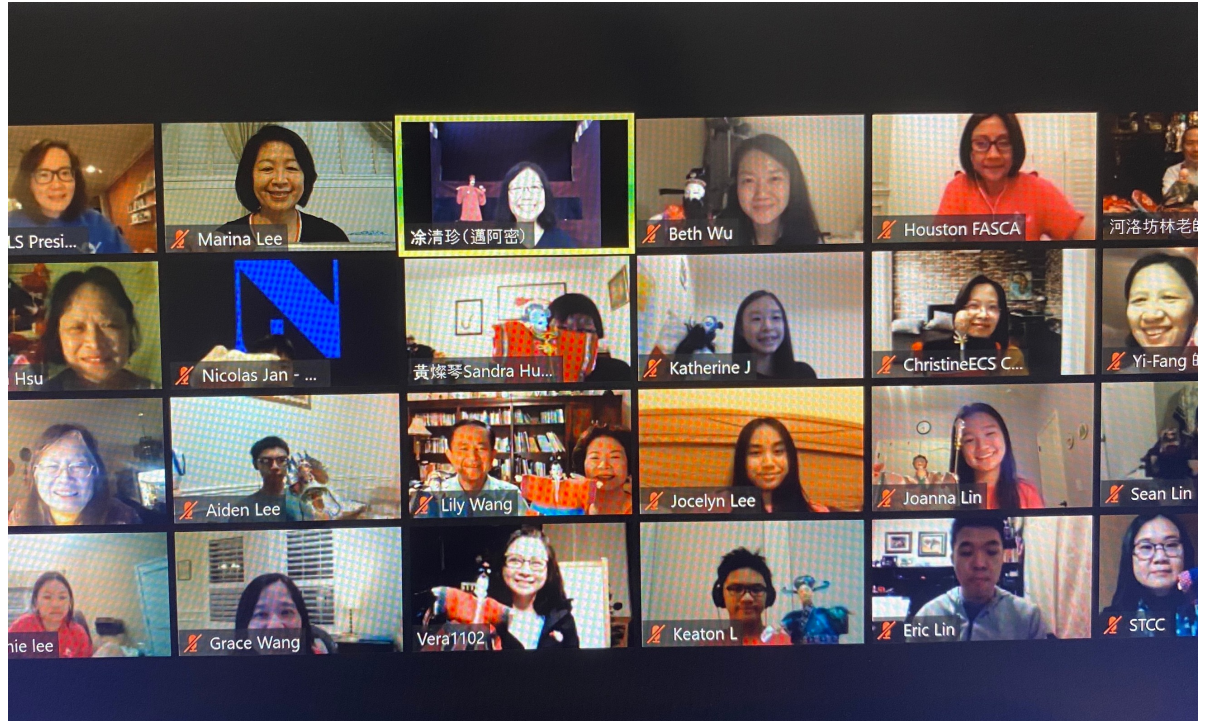 LS Presi...
Marina Lee
凃清珍(邁阿密)
Beth Wu
Houston FASCA
河洛坊林老師
Hsu
Nicolas Jan - ...
黃燦琴Sandra Hu...
Katherine J
ChristineECS C...
Yi-Fang
Aiden Lee
Lily Wang
Jocelyn Lee
Joanna Lin
Sean Lin
nie lee
Grace Wang
Vera1102
Keaton L
Eric Lin
STCC